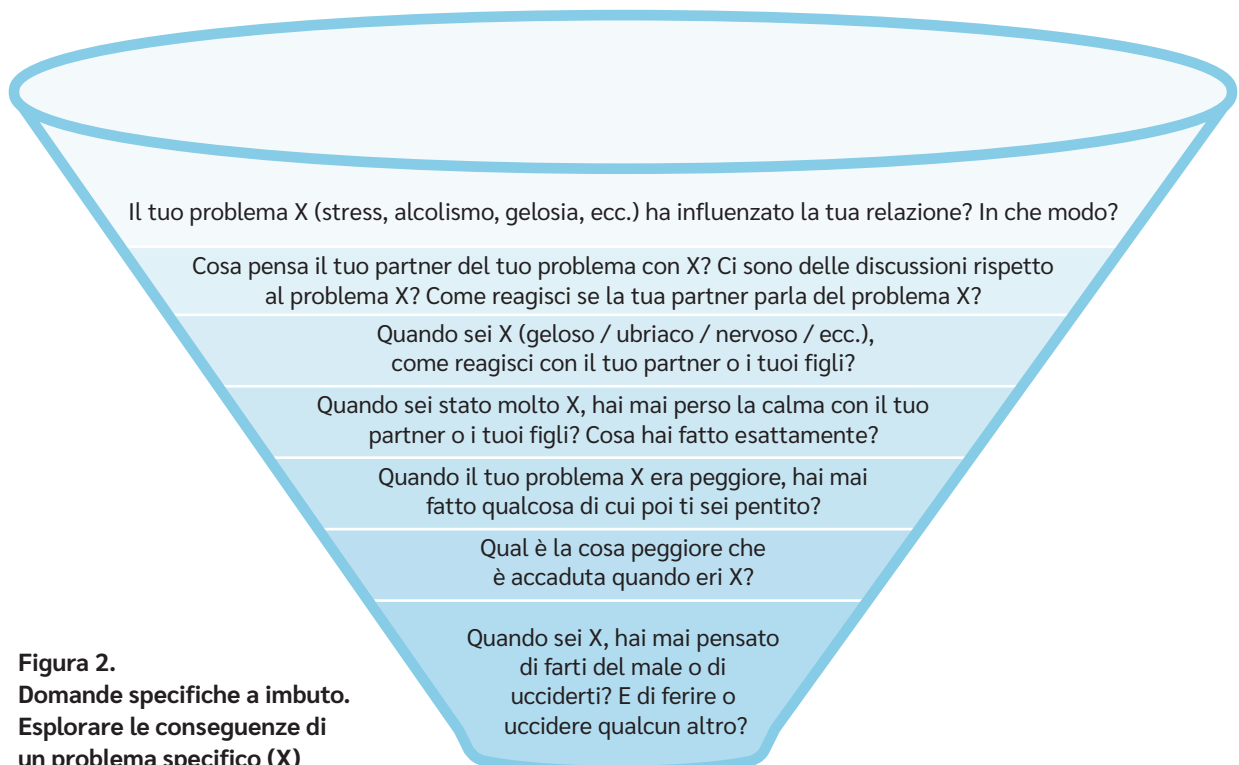 Il tuo problema X (stress, alcolismo, gelosia, ecc.) ha influenzato la tua relazione? In che modo?
Cosa pensa il tuo partner del tuo problema con X? Ci sono delle discussioni rispetto
al problema X? Come reagisci se la tua partner parla del problema X?
Quando sei X (geloso / ubriaco / nervoso / ecc.),
come reagisci con il tuo partner o i tuoi figli?
Quando sei stato molto X, hai mai perso la calma con il tuo
partner o i tuoi figli? Cosa hai fatto esattamente?
Quando il tuo problema X era peggiore, hai mai
fatto qualcosa di cui poi ti sei pentito?
Qual è la cosa peggiore che
è accaduta quando eri X?
Quando sei X, hai mai pensato
di farti del male o di
ucciderti? E di ferire o
uccidere qualcun altro?
Figura 2.
Domande specifiche a imbuto.
Esplorare le conseguenze di
un problema specifico (X)